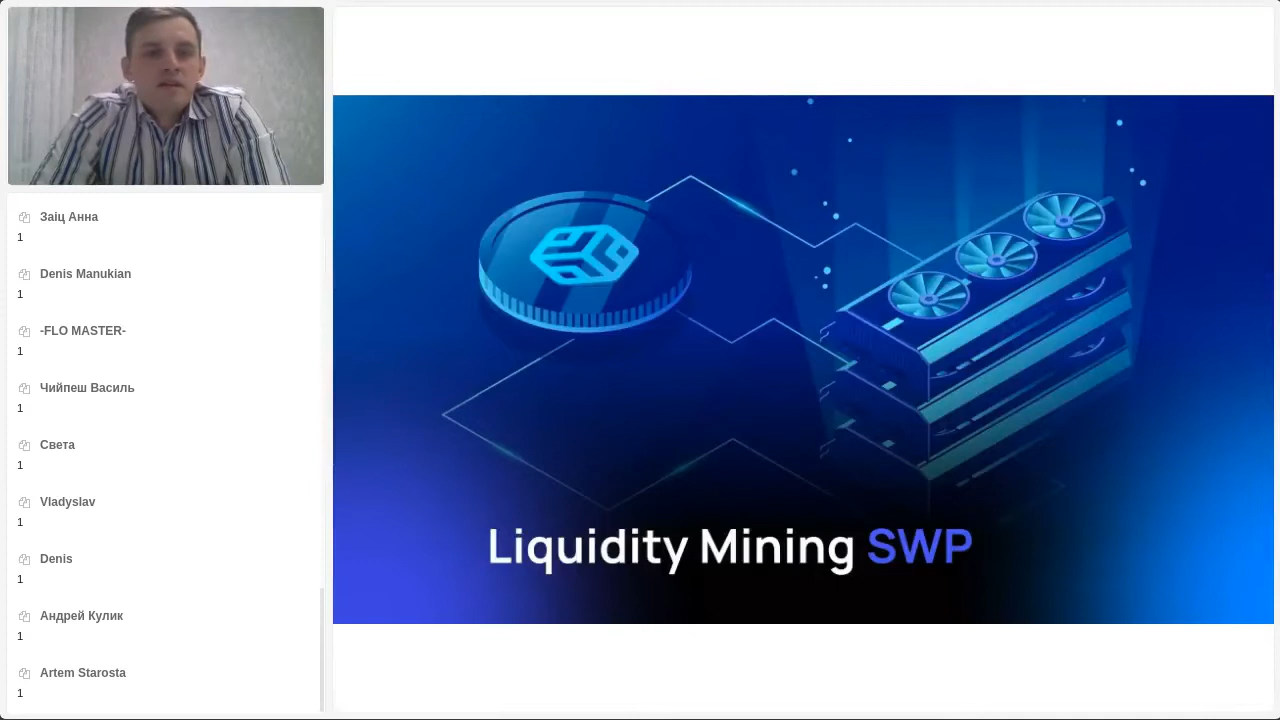 Заіц Анна
1
Denis Manukian
1
-FLO MASTER-
1
Чийпеш Василь
1
Света
1
Vladyslav
1
Denis
1
Андрей Кулик
1
Artem Starosta
1
Liquidity Mining SWP